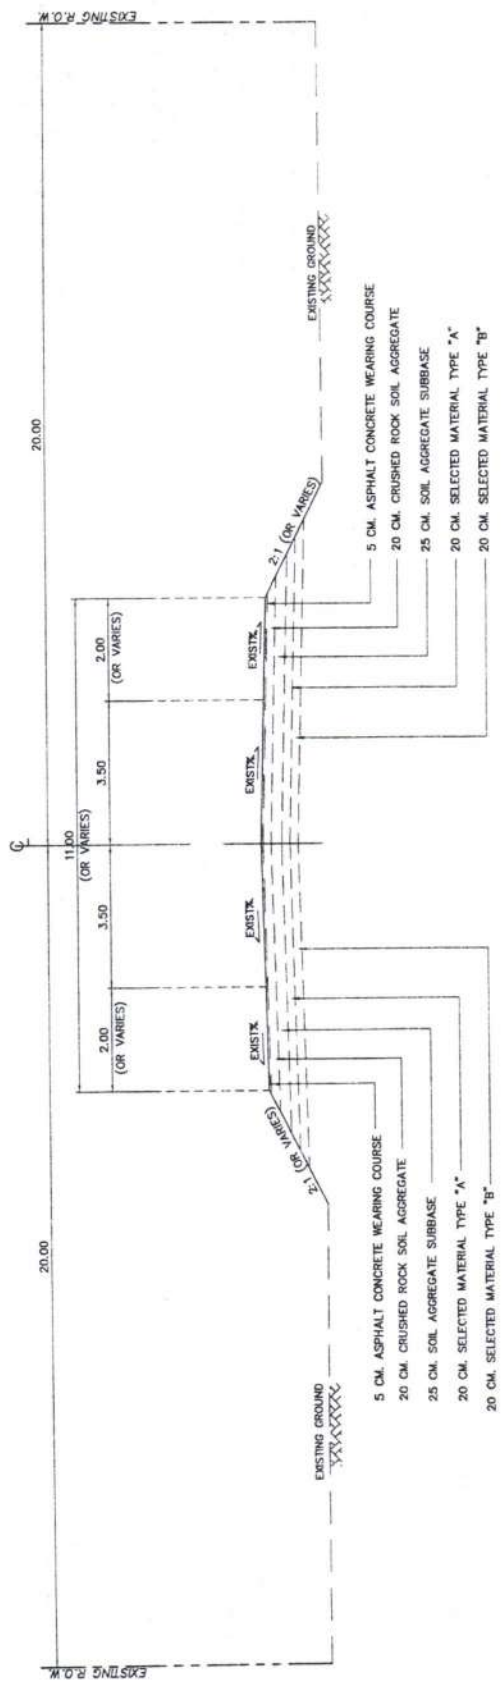 EXISTING R.O.W.
EXISTING R.O.W.
20.00
20.00
℄
11.00
(OR VARIES)
2.00
(OR VARIES)
3.50
3.50
2.00
(OR VARIES)
EXIST.%
EXIST.%
EXIST.%
EXIST.%
2:1 (OR VARIES)
2:1 (OR VARIES)
EXISTING GROUND
EXISTING GROUND
5 CM. ASPHALT CONCRETE WEARING COURSE
20 CM. CRUSHED ROCK SOIL AGGREGATE
25 CM. SOIL AGGREGATE SUBBASE
20 CM. SELECTED MATERIAL TYPE "A"
20 CM. SELECTED MATERIAL TYPE "B"
5 CM. ASPHALT CONCRETE WEARING COURSE
20 CM. CRUSHED ROCK SOIL AGGREGATE
25 CM. SOIL AGGREGATE SUBBASE
20 CM. SELECTED MATERIAL TYPE "A"
20 CM. SELECTED MATERIAL TYPE "B"